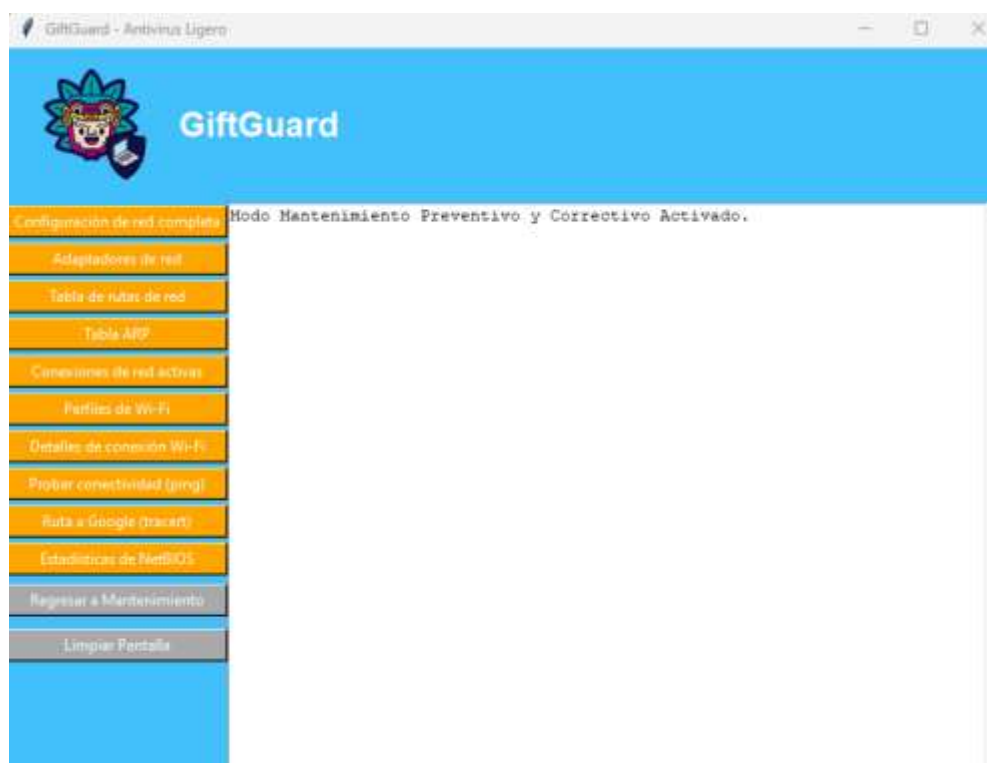 GiftGuard - Antivirus Ligero
GiftGuard
Configuración de red completa
Modo Mantenimiento Preventivo y Correctivo Activado.
Adaptadores de red
Tabla de rutas de red
Tabla ARP
Conexiones de red activas
Perfiles de Wi-Fi
Detalles de conexión Wi-Fi
Probar conectividad (ping)
Ruta a Google (tracert)
Estadísticas de NetBIOS
Regresar a Mantenimiento
Limpiar Pantalla